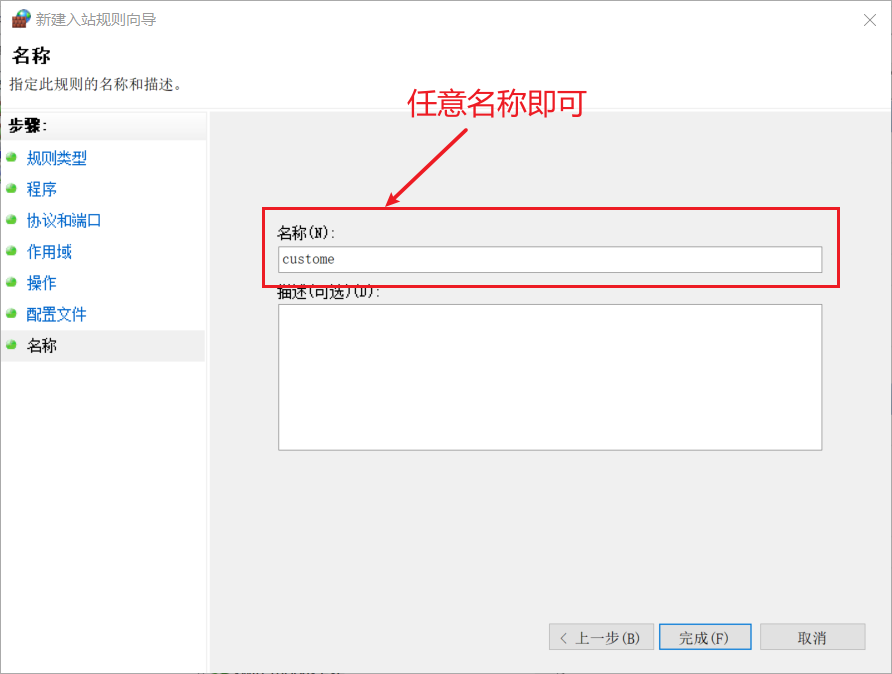 新建入站规则向导
名称
指定此规则的名称和描述。
任意名称即可
步骤:
规则类型
程序
协议和端口
作用域
操作
配置文件
名称
名称(N):
custome
描述(可选)(D):
< 上一步(B)
完成(F)
取消